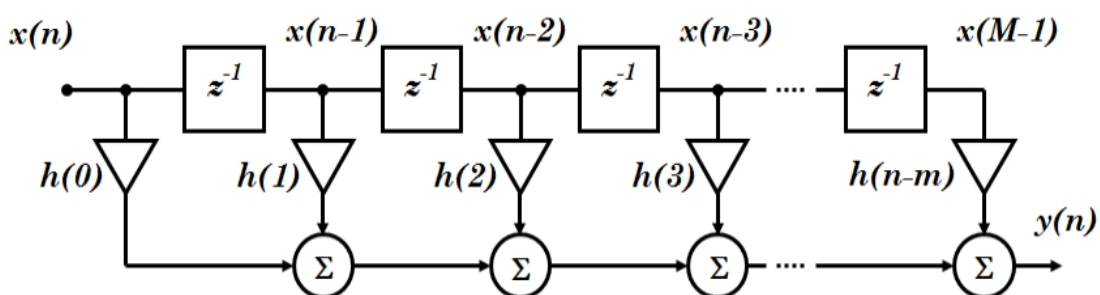 x(n) x(n-1) x(n-2) x(n-3) x(M-1)
z⁻¹ z⁻¹ z⁻¹ .... z⁻¹
h(0) h(1) h(2) h(3) h(n-m)
y(n)
Σ Σ Σ .... Σ